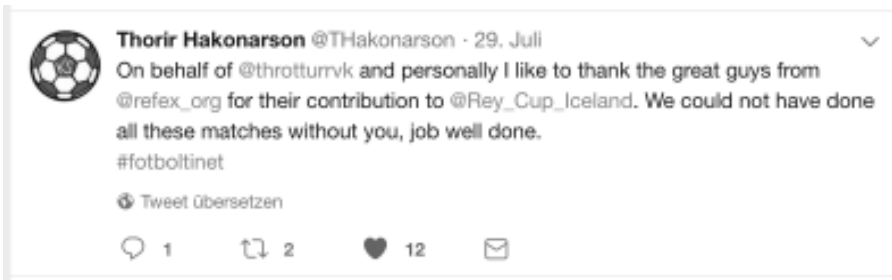 Thorir Hakonarson @THakonarson · 29. Juli
On behalf of @throtturrvk and personally I like to thank the great guys from
@refex_org for their contribution to @Rey_Cup_Iceland. We could not have done
all these matches without you, job well done.
#fotboltinet
Tweet übersetzen
1 2 12